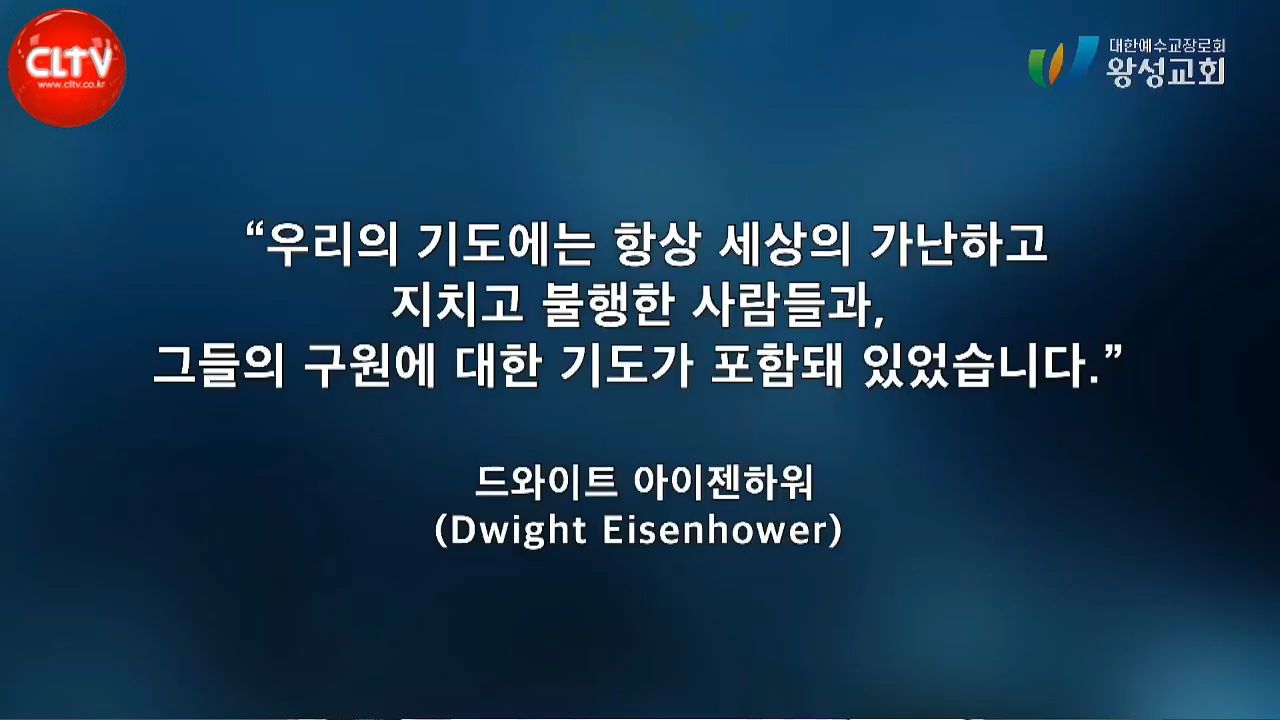 CLTV
www.cltv.co.kr
대한예수교장로회
왕성교회
“우리의 기도에는 항상 세상의 가난하고
지치고 불행한 사람들과,
그들의 구원에 대한 기도가 포함돼 있었습니다.”
드와이트 아이젠하워
(Dwight Eisenhower)